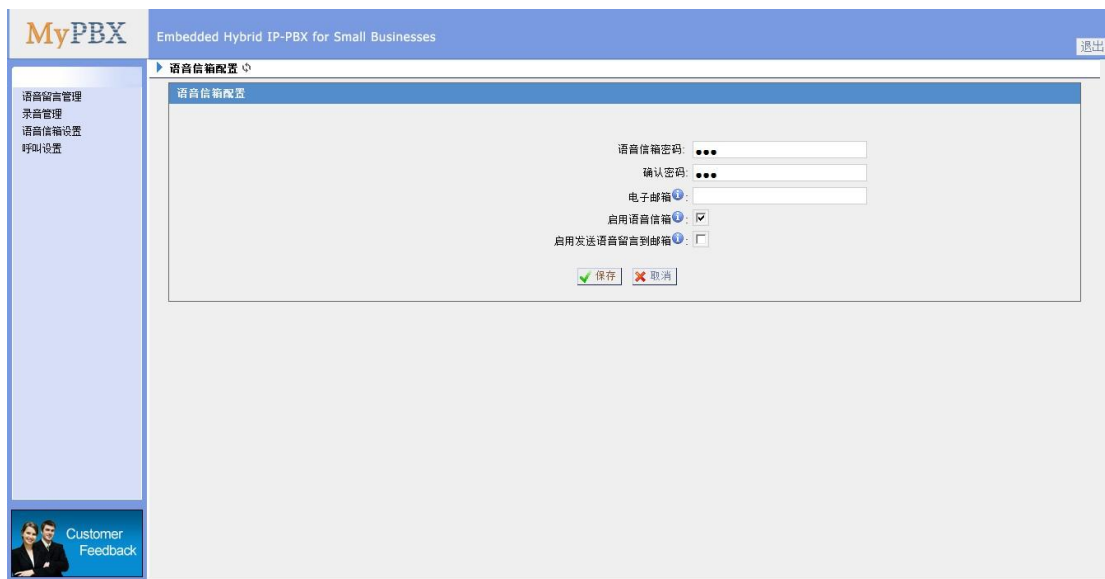 MyPBX
Embedded Hybrid IP-PBX for Small Businesses
退出
语音信箱配置
语音留言管理
录音管理
语音信箱设置
呼叫设置
语音信箱配置
语音信箱密码:
确认密码:
电子邮箱:
启用语音信箱:
启用发送语音留言到邮箱:
保存 取消
Customer
Feedback